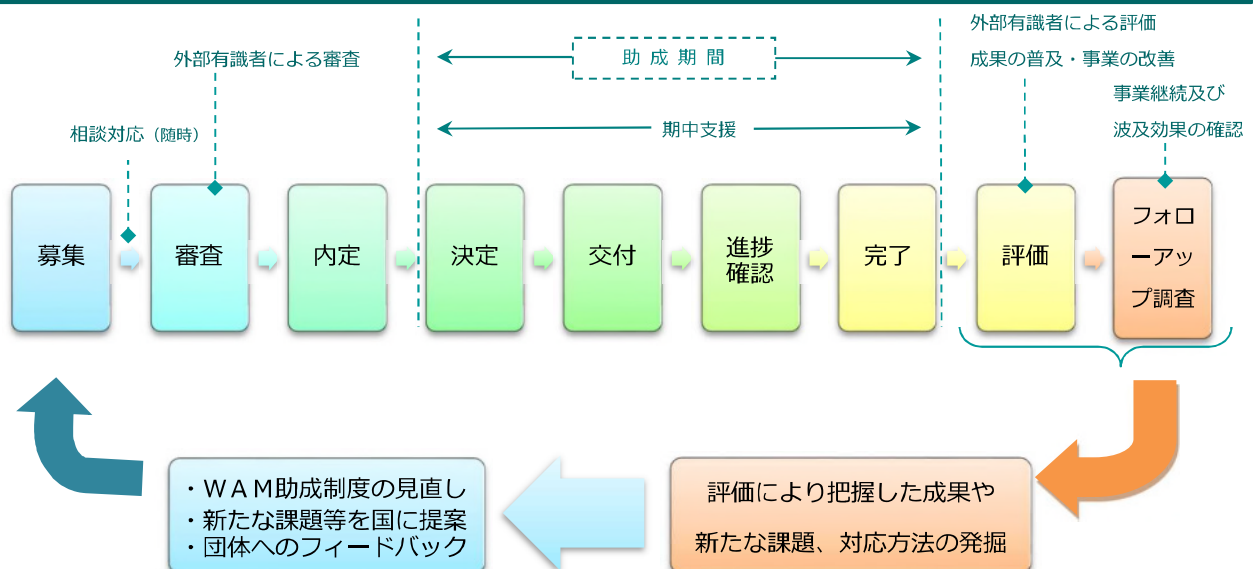 外部有識者による評価
成果の普及・事業の改善
外部有識者による審査
助成期間
事業継続及び
波及効果の確認
相談対応（随時）
期中支援
募集
審査
内定
決定
交付
進捗
確認
完了
評価
フォロ
ーアッ
プ調査
・ＷＡＭ助成制度の見直し
・新たな課題等を国に提案
・団体へのフィードバック
評価により把握した成果や
新たな課題、対応方法の発掘